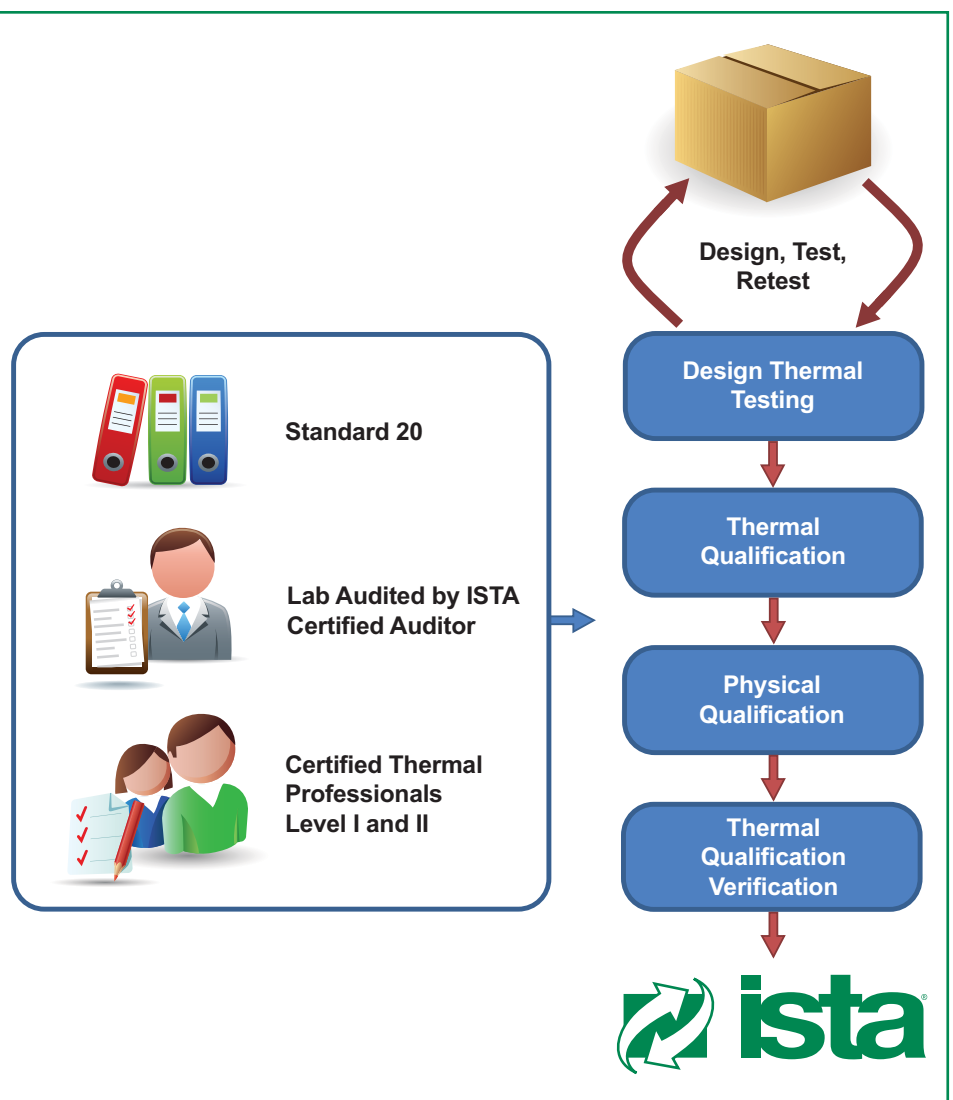 Design, Test,
Retest
Design Thermal
Testing
Standard 20
Thermal
Qualification
Lab Audited by ISTA
Certified Auditor
Physical
Qualification
Certified Thermal
Professionals
Level I and II
Thermal
Qualification
Verification
ista®